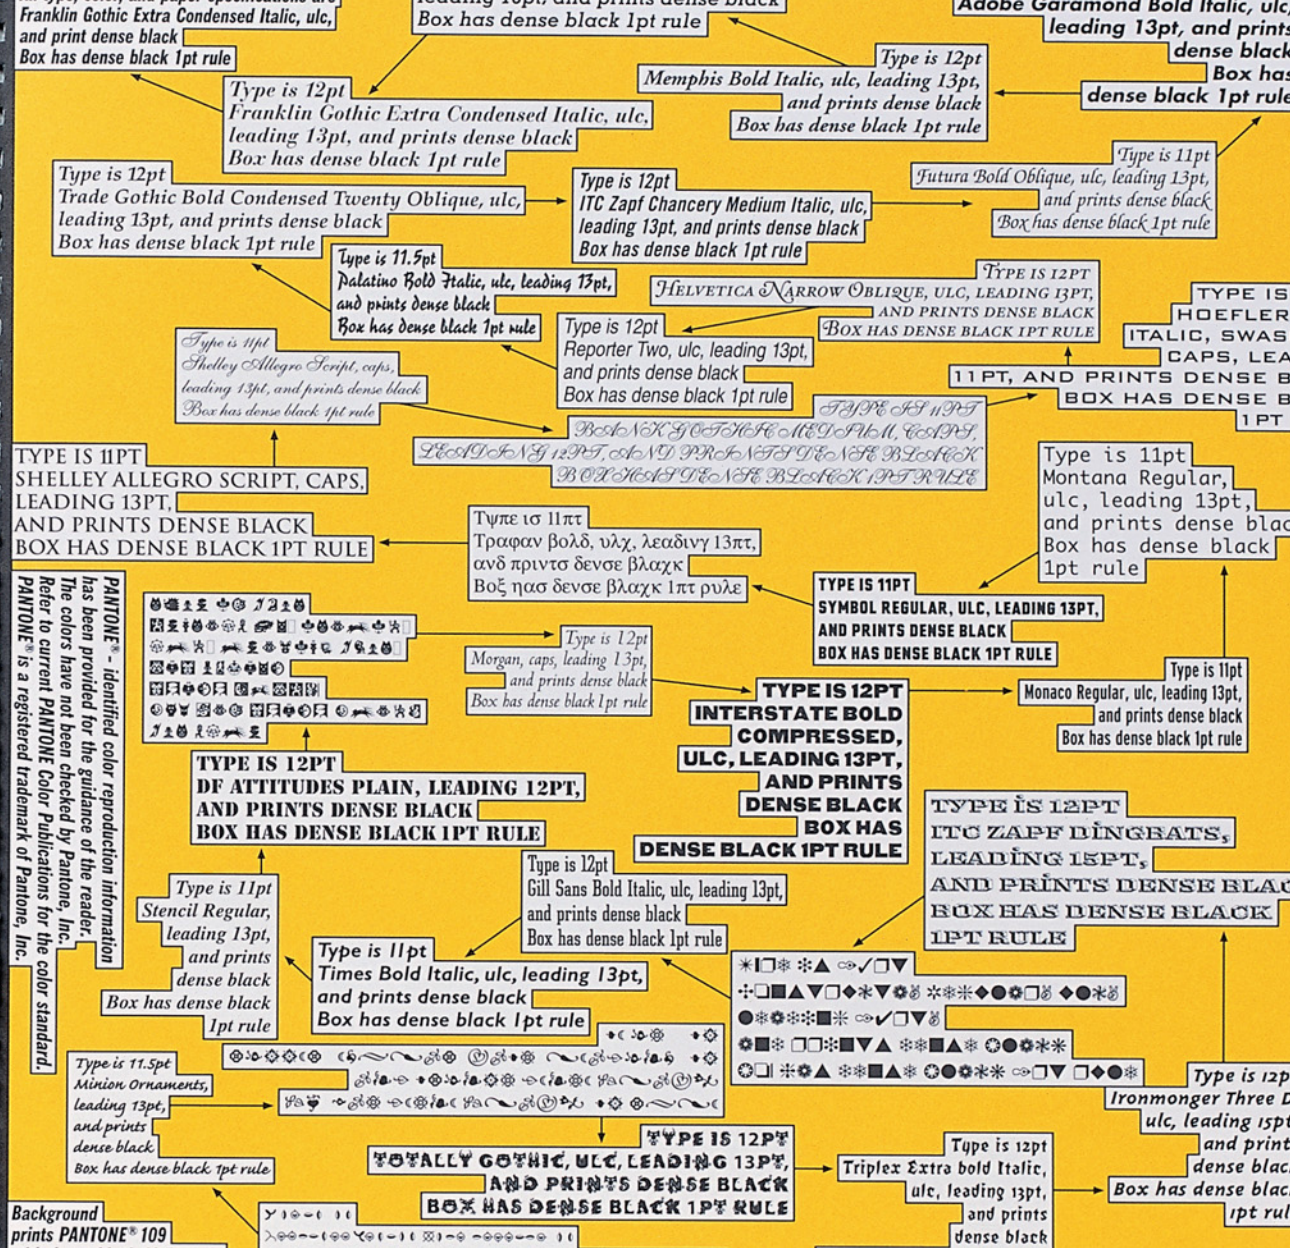 Franklin Gothic Extra Condensed Italic, ulc,
and print dense black
Box has dense black 1pt rule
Box has dense black 1pt rule
Adobe Garamond Bold Italic, ulc,
leading 13pt, and prints
dense black
Box has
dense black 1pt rule
Type is 12pt
Memphis Bold Italic, ulc, leading 13pt,
and prints dense black
Box has dense black 1pt rule
Type is 12pt
Franklin Gothic Extra Condensed Italic, ulc,
leading 13pt, and prints dense black
Box has dense black 1pt rule
Type is 12pt
Trade Gothic Bold Condensed Twenty Oblique, ulc,
leading 13pt, and prints dense black
Box has dense black 1pt rule
Type is 12pt
ITC Zapf Chancery Medium Italic, ulc,
leading 13pt, and prints dense black
Box has dense black 1pt rule
Type is 11pt
Futura Bold Oblique, ulc, leading 13pt,
and prints dense black
Box has dense black 1pt rule
Type is 11.5pt
Palatino Bold Italic, ulc, leading 13pt,
and prints dense black
Box has dense black 1pt rule
TYPE IS 12PT
HELVETICA NARROW OBLIQUE, ULC, LEADING 13PT,
AND PRINTS DENSE BLACK
BOX HAS DENSE BLACK 1PT RULE
TYPE IS
HOEFLER
ITALIC, SWAS
CAPS, LEA
11PT, AND PRINTS DENSE B
BOX HAS DENSE B
1PT
Type is 12pt
Reporter Two, ulc, leading 13pt,
and prints dense black
Box has dense black 1pt rule
Type is 11pt
Shelley Allegro Script, caps,
leading 13pt, and prints dense black
Box has dense black 1pt rule
TYPE IS 11PT
BANK GOTHIC MEDIUM, CAPS,
LEADING 12PT, AND PRINTS DENSE BLACK
BOX HAS DENSE BLACK 1PT RULE
TYPE IS 11PT
SHELLEY ALLEGRO SCRIPT, CAPS,
LEADING 13PT,
AND PRINTS DENSE BLACK
BOX HAS DENSE BLACK 1PT RULE
Type is 11pt
Montana Regular,
ulc, leading 13pt,
and prints dense blac
Box has dense black
1pt rule
Τψπε ισ 11πτ
Τραφαν βολδ, υλχ, λεαδινγ 13πτ,
ανδ πριντσ δενσε βλαχκ
Βοξ ηασ δενσε βλαχκ 1πτ ρυλε
TYPE IS 11PT
SYMBOL REGULAR, ULC, LEADING 13PT,
AND PRINTS DENSE BLACK
BOX HAS DENSE BLACK 1PT RULE
PANTONE® - identified color reproduction information
has been provided for the guidance of the reader.
The colors have not been checked by Pantone, Inc.
Refer to current PANTONE Color Publications for the color standard.
PANTONE® is a registered trademark of Pantone, Inc.
Type is 12pt
Morgan, caps, leading 13pt,
and prints dense black
Box has dense black 1pt rule
Type is 11pt
Monaco Regular, ulc, leading 13pt,
and prints dense black
Box has dense black 1pt rule
TYPE IS 12PT
INTERSTATE BOLD
COMPRESSED,
ULC, LEADING 13PT,
AND PRINTS
DENSE BLACK
BOX HAS
DENSE BLACK 1PT RULE
TYPE IS 12PT
DF ATTITUDES PLAIN, LEADING 12PT,
AND PRINTS DENSE BLACK
BOX HAS DENSE BLACK 1PT RULE
TYPE IS 12PT
ITC ZAPF DINGBATS,
LEADING 15PT,
AND PRINTS DENSE BLAC
BOX HAS DENSE BLACK
1PT RULE
Type is 12pt
Gill Sans Bold Italic, ulc, leading 13pt,
and prints dense black
Box has dense black 1pt rule
Type is 11pt
Stencil Regular,
leading 13pt,
and prints
dense black
Box has dense black
1pt rule
Type is 11pt
Times Bold Italic, ulc, leading 13pt,
and prints dense black
Box has dense black 1pt rule
Type is 11.5pt
Minion Ornaments,
leading 13pt,
and prints
dense black
Box has dense black 1pt rule
Type is 12p
Ironmonger Three D
ulc, leading 15pt,
and print
dense blac
Box has dense blac
1pt rul
TYPE IS 12PT
TOTALLY GOTHIC, ULC, LEADING 13PT,
AND PRINTS DENSE BLACK
BOX HAS DENSE BLACK 1PT RULE
Type is 12pt
Triplex Extra bold Italic,
ulc, leading 13pt,
and prints
dense black
Background
prints PANTONE® 109